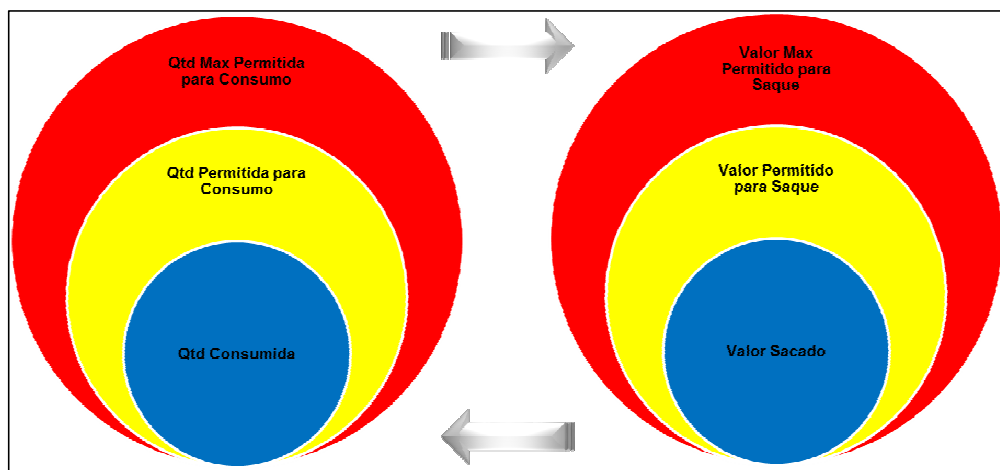 Qtd Max Permitida
para Consumo
Qtd Permitida para
Consumo
Qtd Consumida
Valor Max
Permitido para
Saque
Valor Permitido
para Saque
Valor Sacado